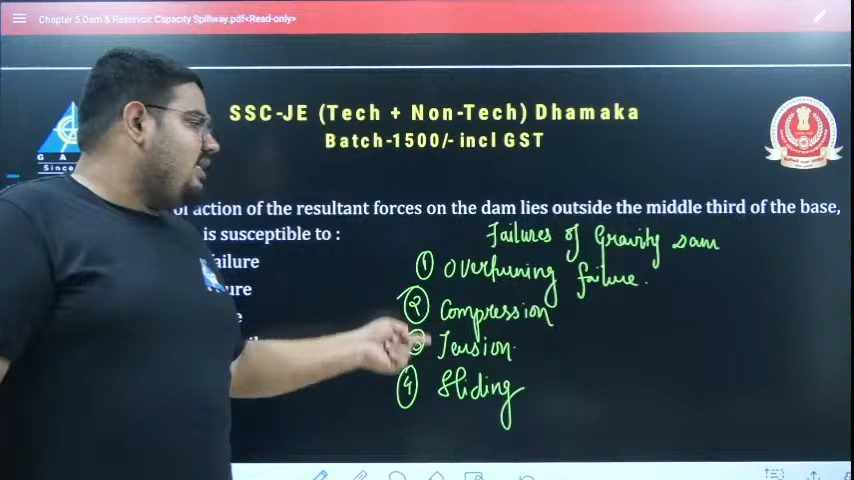 Chapter 5 Dam & Reservoir Capacity Spillway.pdf<Read-only>
SSC-JE (Tech + Non-Tech) Dhamaka
Batch-1500/- incl GST
GA
Since
of action of the resultant forces on the dam lies outside the middle third of the base,
is susceptible to :
Failures of Gravity dam
① Overturning failure.
② Compression
③ Tension.
④ Sliding